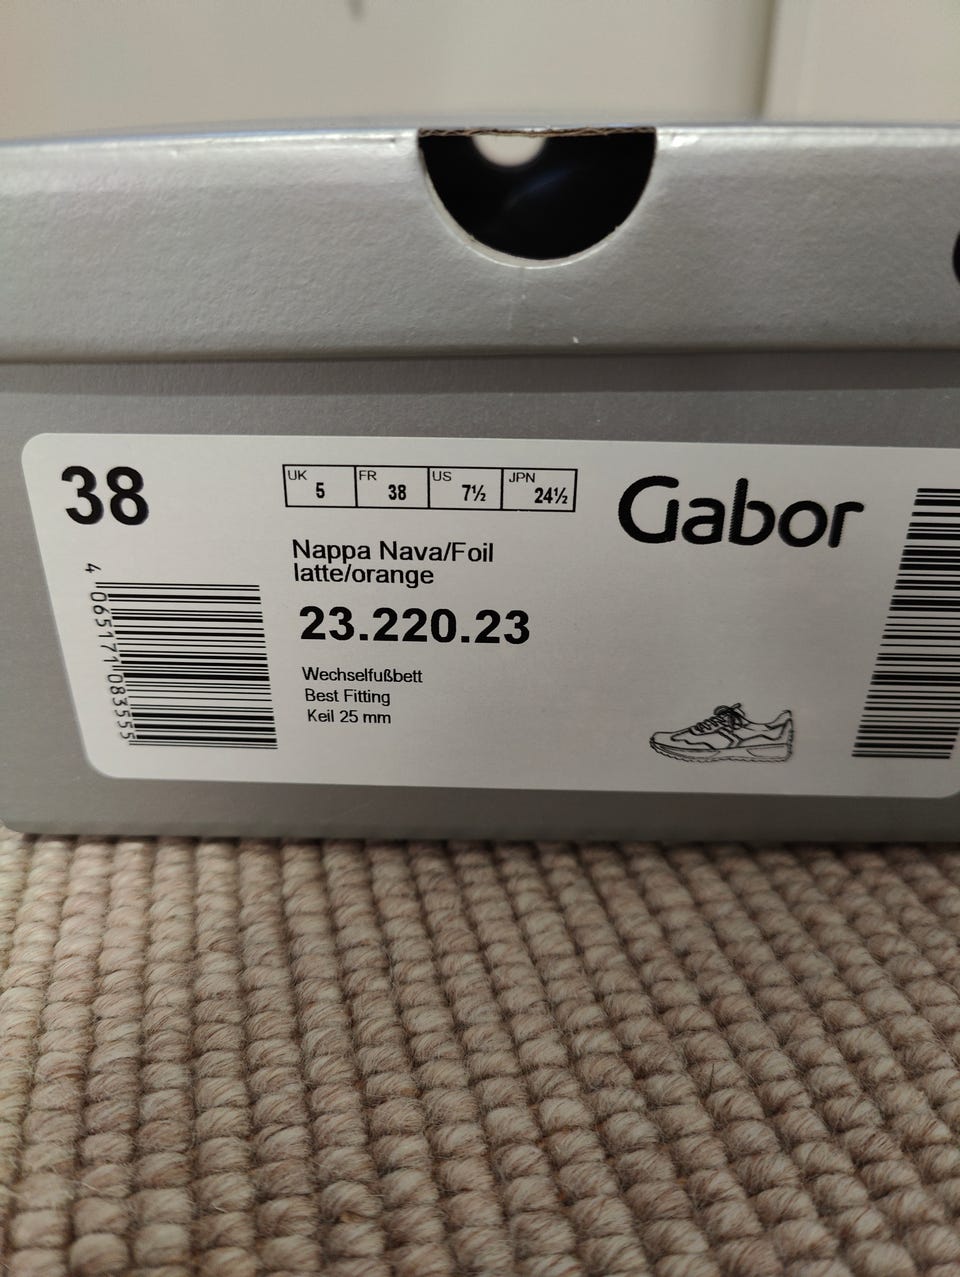 38
UK 5 FR 38 US 7½ JPN 24½
Gabor
Nappa Nava/Foil
latte/orange
23.220.23
Wechselfußbett
Best Fitting
Keil 25 mm
4 065171 083555